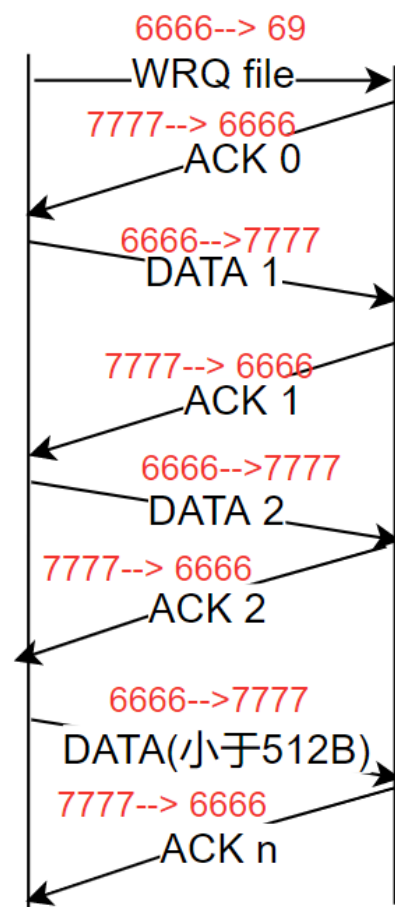 6666--> 69
WRQ file
7777--> 6666
ACK 0
6666-->7777
DATA 1
7777--> 6666
ACK 1
6666-->7777
DATA 2
7777--> 6666
ACK 2
6666-->7777
DATA(小于512B)
7777--> 6666
ACK n